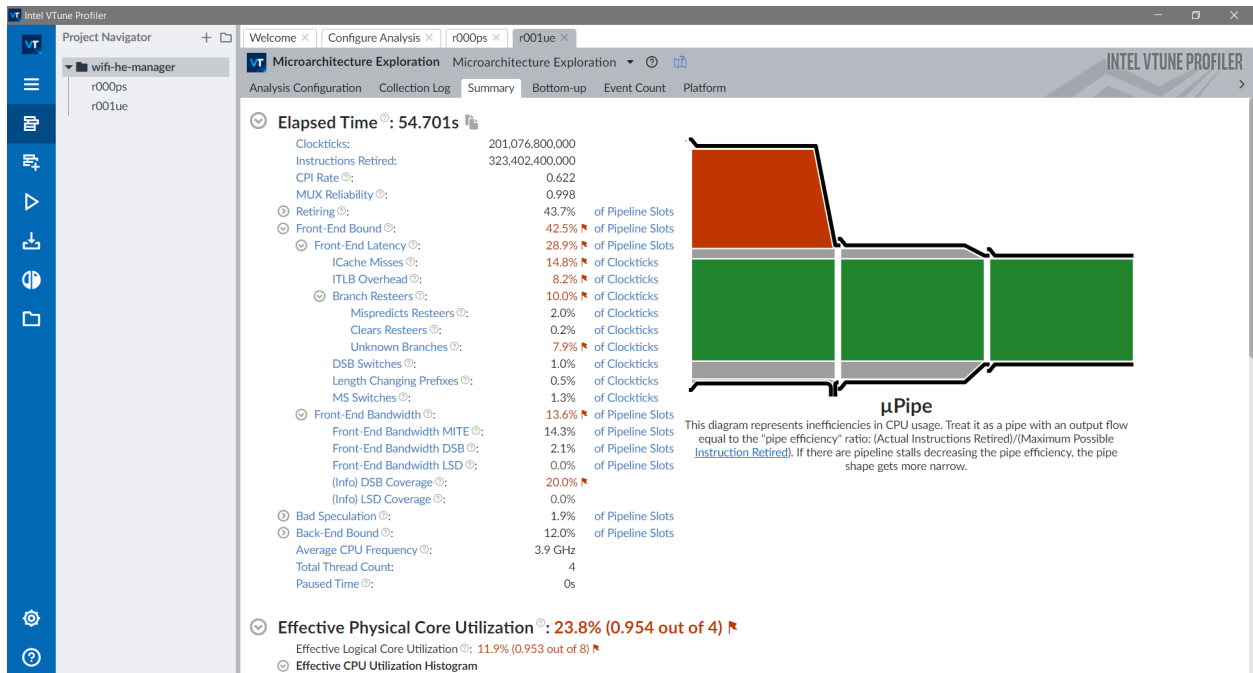 Intel VTune Profiler
Project Navigator
wifi-he-manager
r000ps
r001ue
Welcome
Configure Analysis
r000ps
r001ue
VT
Microarchitecture Exploration Microarchitecture Exploration
INTEL VTUNE PROFILER
Analysis Configuration Collection Log Summary Bottom-up Event Count Platform
Elapsed Time: 54.701s
Clockticks: 201,076,800,000
Instructions Retired: 323,402,400,000
CPI Rate: 0.622
MUX Reliability: 0.998
Retiring: 43.7% of Pipeline Slots
Front-End Bound: 42.5% of Pipeline Slots
Front-End Latency: 28.9% of Pipeline Slots
ICache Misses: 14.8% of Clockticks
ITLB Overhead: 8.2% of Clockticks
Branch Resteers: 10.0% of Clockticks
Mispredicts Resteers: 2.0% of Clockticks
Clears Resteers: 0.2% of Clockticks
Unknown Branches: 7.9% of Clockticks
DSB Switches: 1.0% of Clockticks
Length Changing Prefixes: 0.5% of Clockticks
MS Switches: 1.3% of Clockticks
Front-End Bandwidth: 13.6% of Pipeline Slots
Front-End Bandwidth MITE: 14.3% of Pipeline Slots
Front-End Bandwidth DSB: 2.1% of Pipeline Slots
Front-End Bandwidth LSD: 0.0% of Pipeline Slots
(Info) DSB Coverage: 20.0%
(Info) LSD Coverage: 0.0%
Bad Speculation: 1.9% of Pipeline Slots
Back-End Bound: 12.0% of Pipeline Slots
Average CPU Frequency: 3.9 GHz
Total Thread Count: 4
Paused Time: 0s
µPipe
This diagram represents inefficiencies in CPU usage. Treat it as a pipe with an output flow
equal to the "pipe efficiency" ratio: (Actual Instructions Retired)/(Maximum Possible
Instruction Retired). If there are pipeline stalls decreasing the pipe efficiency, the pipe
shape gets more narrow.
Effective Physical Core Utilization: 23.8% (0.954 out of 4)
Effective Logical Core Utilization: 11.9% (0.953 out of 8)
Effective CPU Utilization Histogram